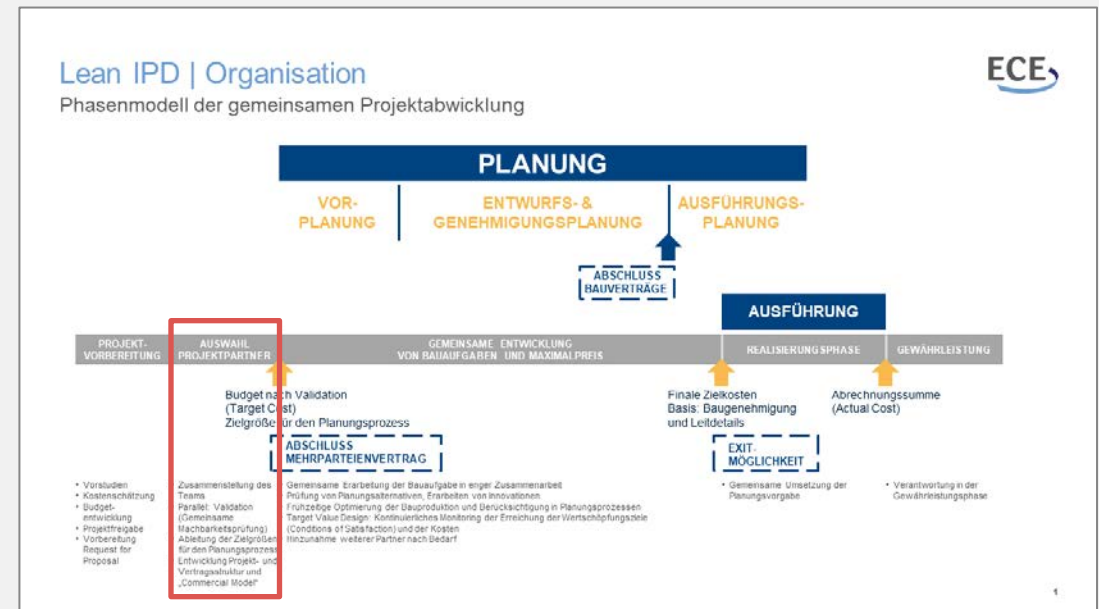 Lean IPD | Organisation
ECE
Phasenmodell der gemeinsamen Projektabwicklung
PLANUNG
VOR-
PLANUNG
ENTWURFS- &
GENEHMIGUNGSPLANUNG
AUSFÜHRUNGS-
PLANUNG
ABSCHLUSS
BAUVERTRÄGE
AUSFÜHRUNG
PROJEKT-
VORBEREITUNG
AUSWAHL
PROJEKTPARTNER
GEMEINSAME ENTWICKLUNG
VON BAUAUFGABEN UND MAXIMALPREIS
REALISIERUNGSPHASE
GEWÄHRLEISTUNG
Budget nach Validation
(Target Cost)
Zielgröße für den Planungsprozess
Finale Zielkosten
Basis: Baugenehmigung
und Leitdetails
Abrechnungssumme
(Actual Cost)
ABSCHLUSS
MEHRPARTEIENVERTRAG
EXIT-
MÖGLICHKEIT
• Vorstudien
• Kostenschätzung
• Budget-
entwicklung
• Projektfreigabe
• Vorbereitung
Request for
Proposal
• Zusammenstellung des
Teams
• Parallel: Validation
(Gemeinsame
Machbarkeitsprüfung)
• Ableitung der Zielgrößen
für den Planungsprozess
Entwicklung Projekt- und
Vertragsstruktur und
„Commercial Model“
• Gemeinsame Erarbeitung der Bauaufgabe in enger Zusammenarbeit
• Prüfung von Planungsalternativen, Erarbeiten von Innovationen
Frühzeitige Optimierung der Bauproduktion und Berücksichtigung in Planungsprozessen
Target Value Design: Kontinuierliches Monitoring der Erreichung der Wertschöpfungsziele
(Conditions of Satisfaction) und der Kosten
Hinzunahme weiterer Partner nach Bedarf
• Gemeinsame Umsetzung der
Planungsvorgabe
• Verantwortung in der
Gewährleistungsphase
1